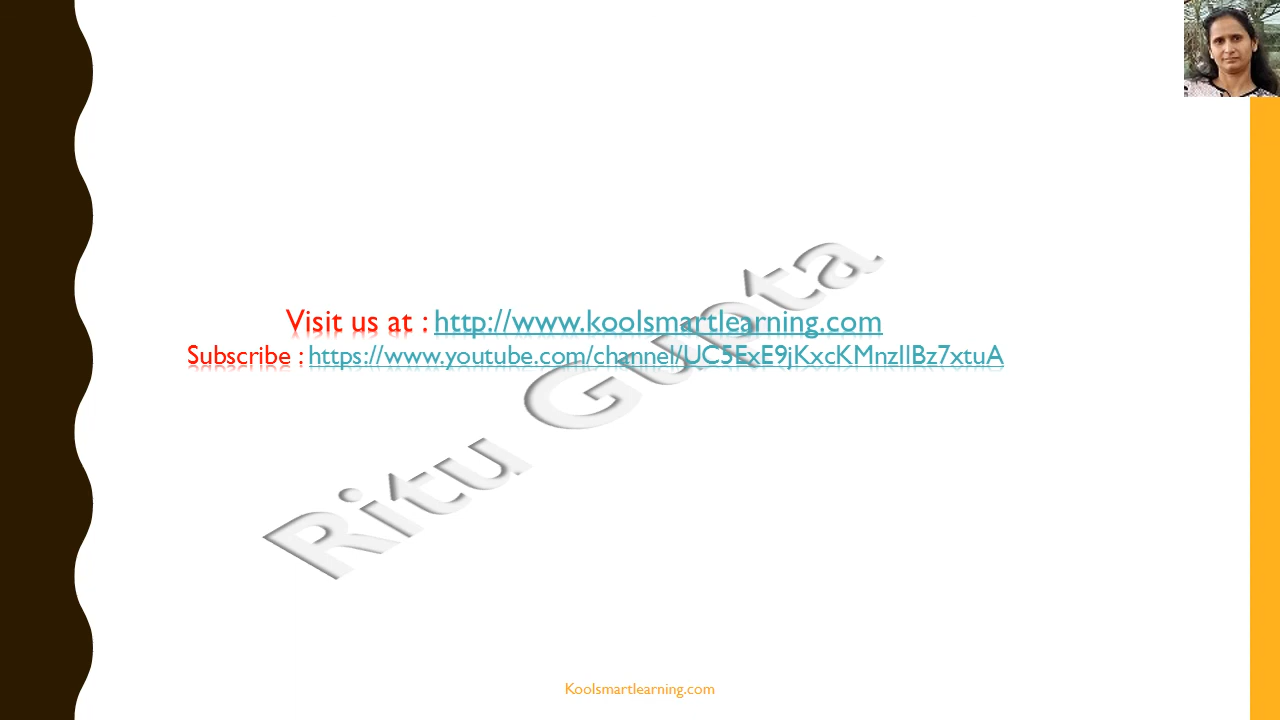 Visit us at : http://www.koolsmartlearning.com
Subscribe : https://www.youtube.com/channel/UC5ExE9jKxcKMnzlIBz7xtuA
Ritu Gupta
Koolsmartlearning.com